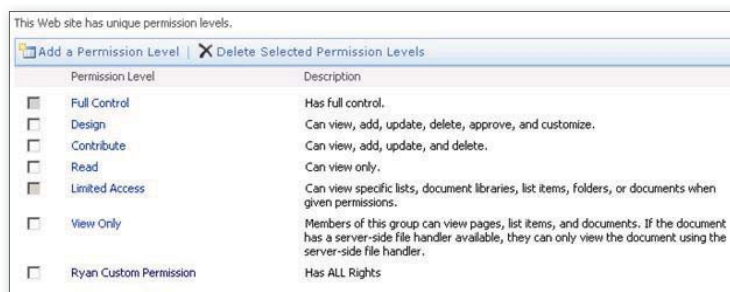 This Web site has unique permission levels.
Add a Permission Level | Delete Selected Permission Levels
Permission Level Description
Full Control Has full control.
Design Can view, add, update, delete, approve, and customize.
Contribute Can view, add, update, and delete.
Read Can view only.
Limited Access Can view specific lists, document libraries, list items, folders, or documents when
given permissions.
View Only Members of this group can view pages, list items, and documents. If the document
has a server-side file handler available, they can only view the document using the
server-side file handler.
Ryan Custom Permission Has ALL Rights